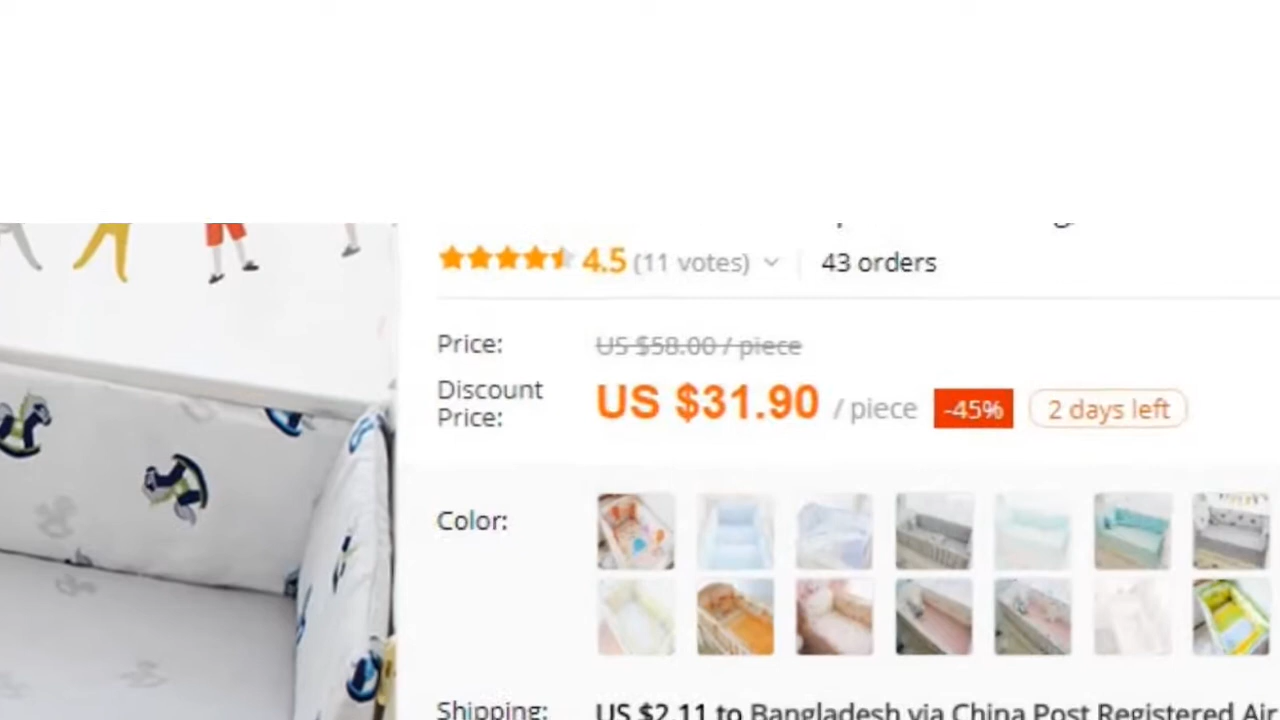 4.5 (11 votes) 43 orders
Price: US $58.00 / piece
Discount Price: US $31.90 / piece -45% 2 days left
Color:
Shipping: US $2.11 to Bangladesh via China Post Registered Air